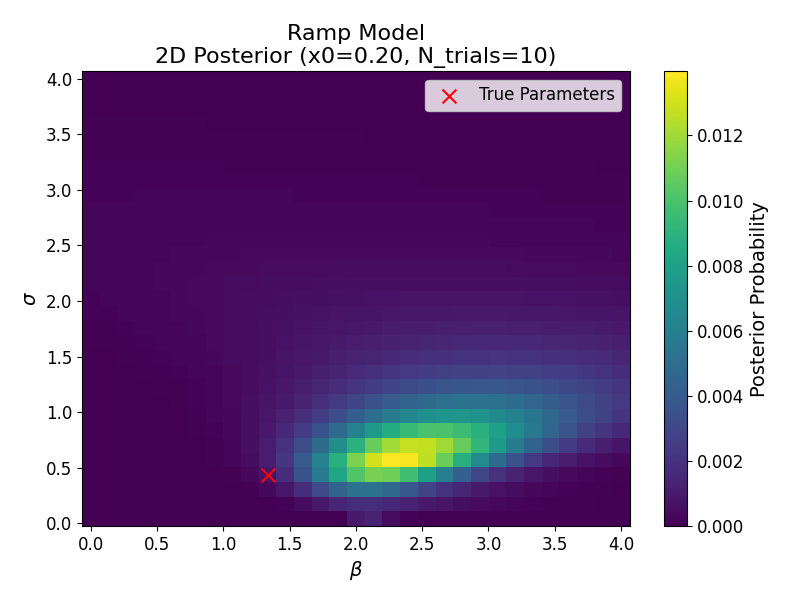 Ramp Model
2D Posterior (x0=0.20, N_trials=10)
True Parameters
4.0
3.5
3.0
2.5
2.0
1.5
1.0
0.5
0.0
σ
0.0 0.5 1.0 1.5 2.0 2.5 3.0 3.5 4.0
β
0.012
0.010
0.008
0.006
0.004
0.002
0.000
Posterior Probability